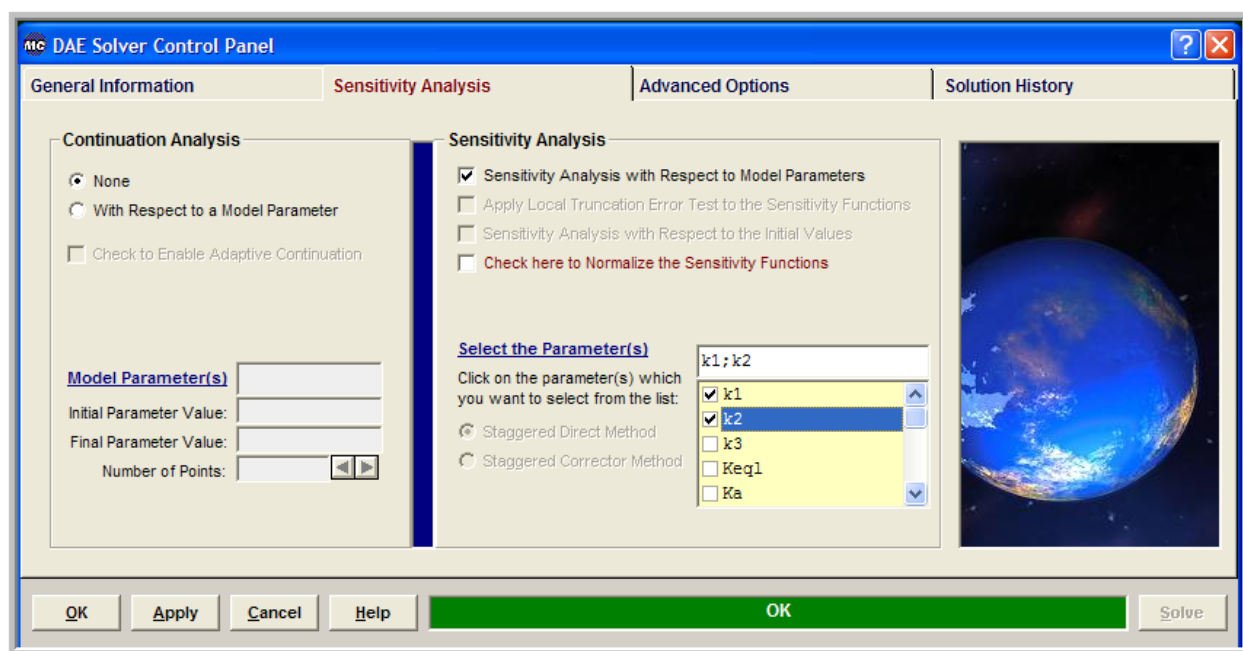 MC DAE Solver Control Panel
General Information
Sensitivity Analysis
Advanced Options
Solution History
Continuation Analysis
None
With Respect to a Model Parameter
Check to Enable Adaptive Continuation
Model Parameter(s)
Initial Parameter Value:
Final Parameter Value:
Number of Points:
Sensitivity Analysis
Sensitivity Analysis with Respect to Model Parameters
Apply Local Truncation Error Test to the Sensitivity Functions
Sensitivity Analysis with Respect to the Initial Values
Check here to Normalize the Sensitivity Functions
Select the Parameter(s)
Click on the parameter(s) which
you want to select from the list:
Staggered Direct Method
Staggered Corrector Method
k1;k2
k1
k2
k3
Keql
Ka
OK
Apply
Cancel
Help
OK
Solve